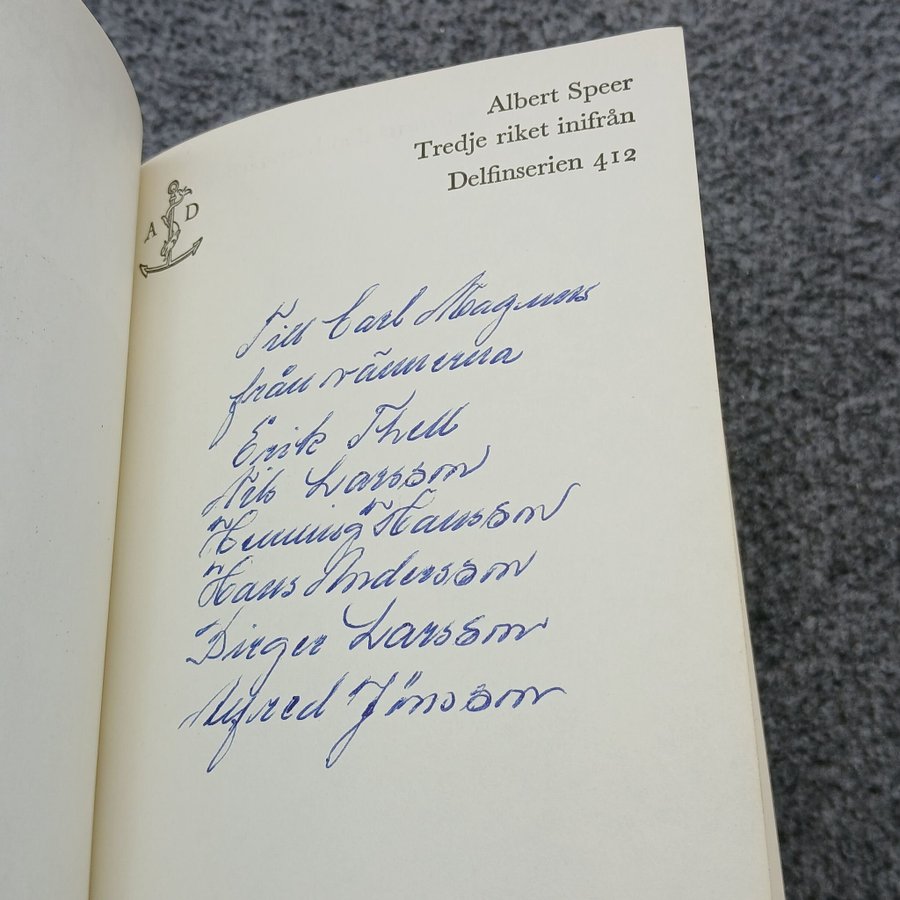 Albert Speer
Tredje riket inifrån
Delfinserien 412
A D
Till Carl Magnus
från vännerna
Erik Thell
Nils Larsson
Henning Hansson
Hans Andersson
Birger Larsson
Alfred Jönsson